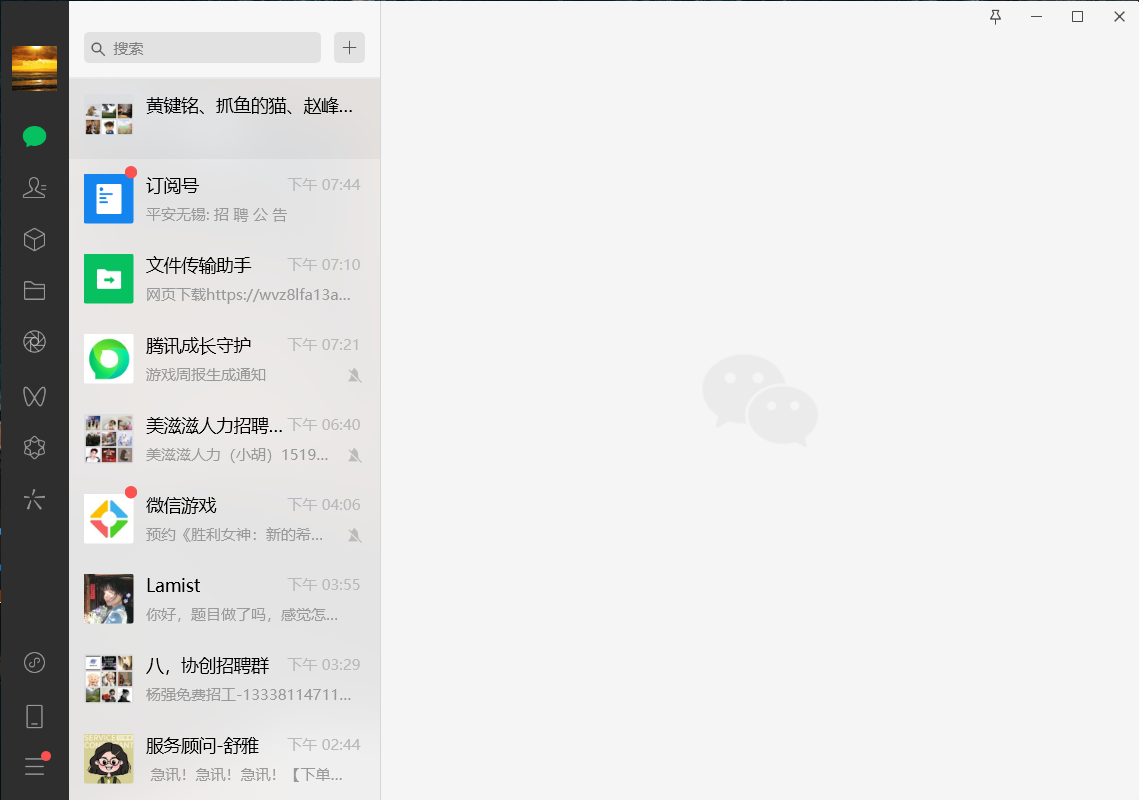 搜索
黄键铭、抓鱼的猫、赵峰...
订阅号
下午 07:44
平安无锡: 招 聘 公 告
文件传输助手
下午 07:10
网页下载https://wvz8lfa13a...
腾讯成长守护
下午 07:21
游戏周报生成通知
美滋滋人力招聘...
下午 06:40
美滋滋人力（小胡）1519...
微信游戏
下午 04:06
预约《胜利女神：新的希...
Lamist
下午 03:55
你好，题目做了吗，感觉怎...
八，协创招聘群
下午 03:29
杨强免费招工-13338114711...
服务顾问-舒雅
下午 02:44
急讯！急讯！急讯！【下单...